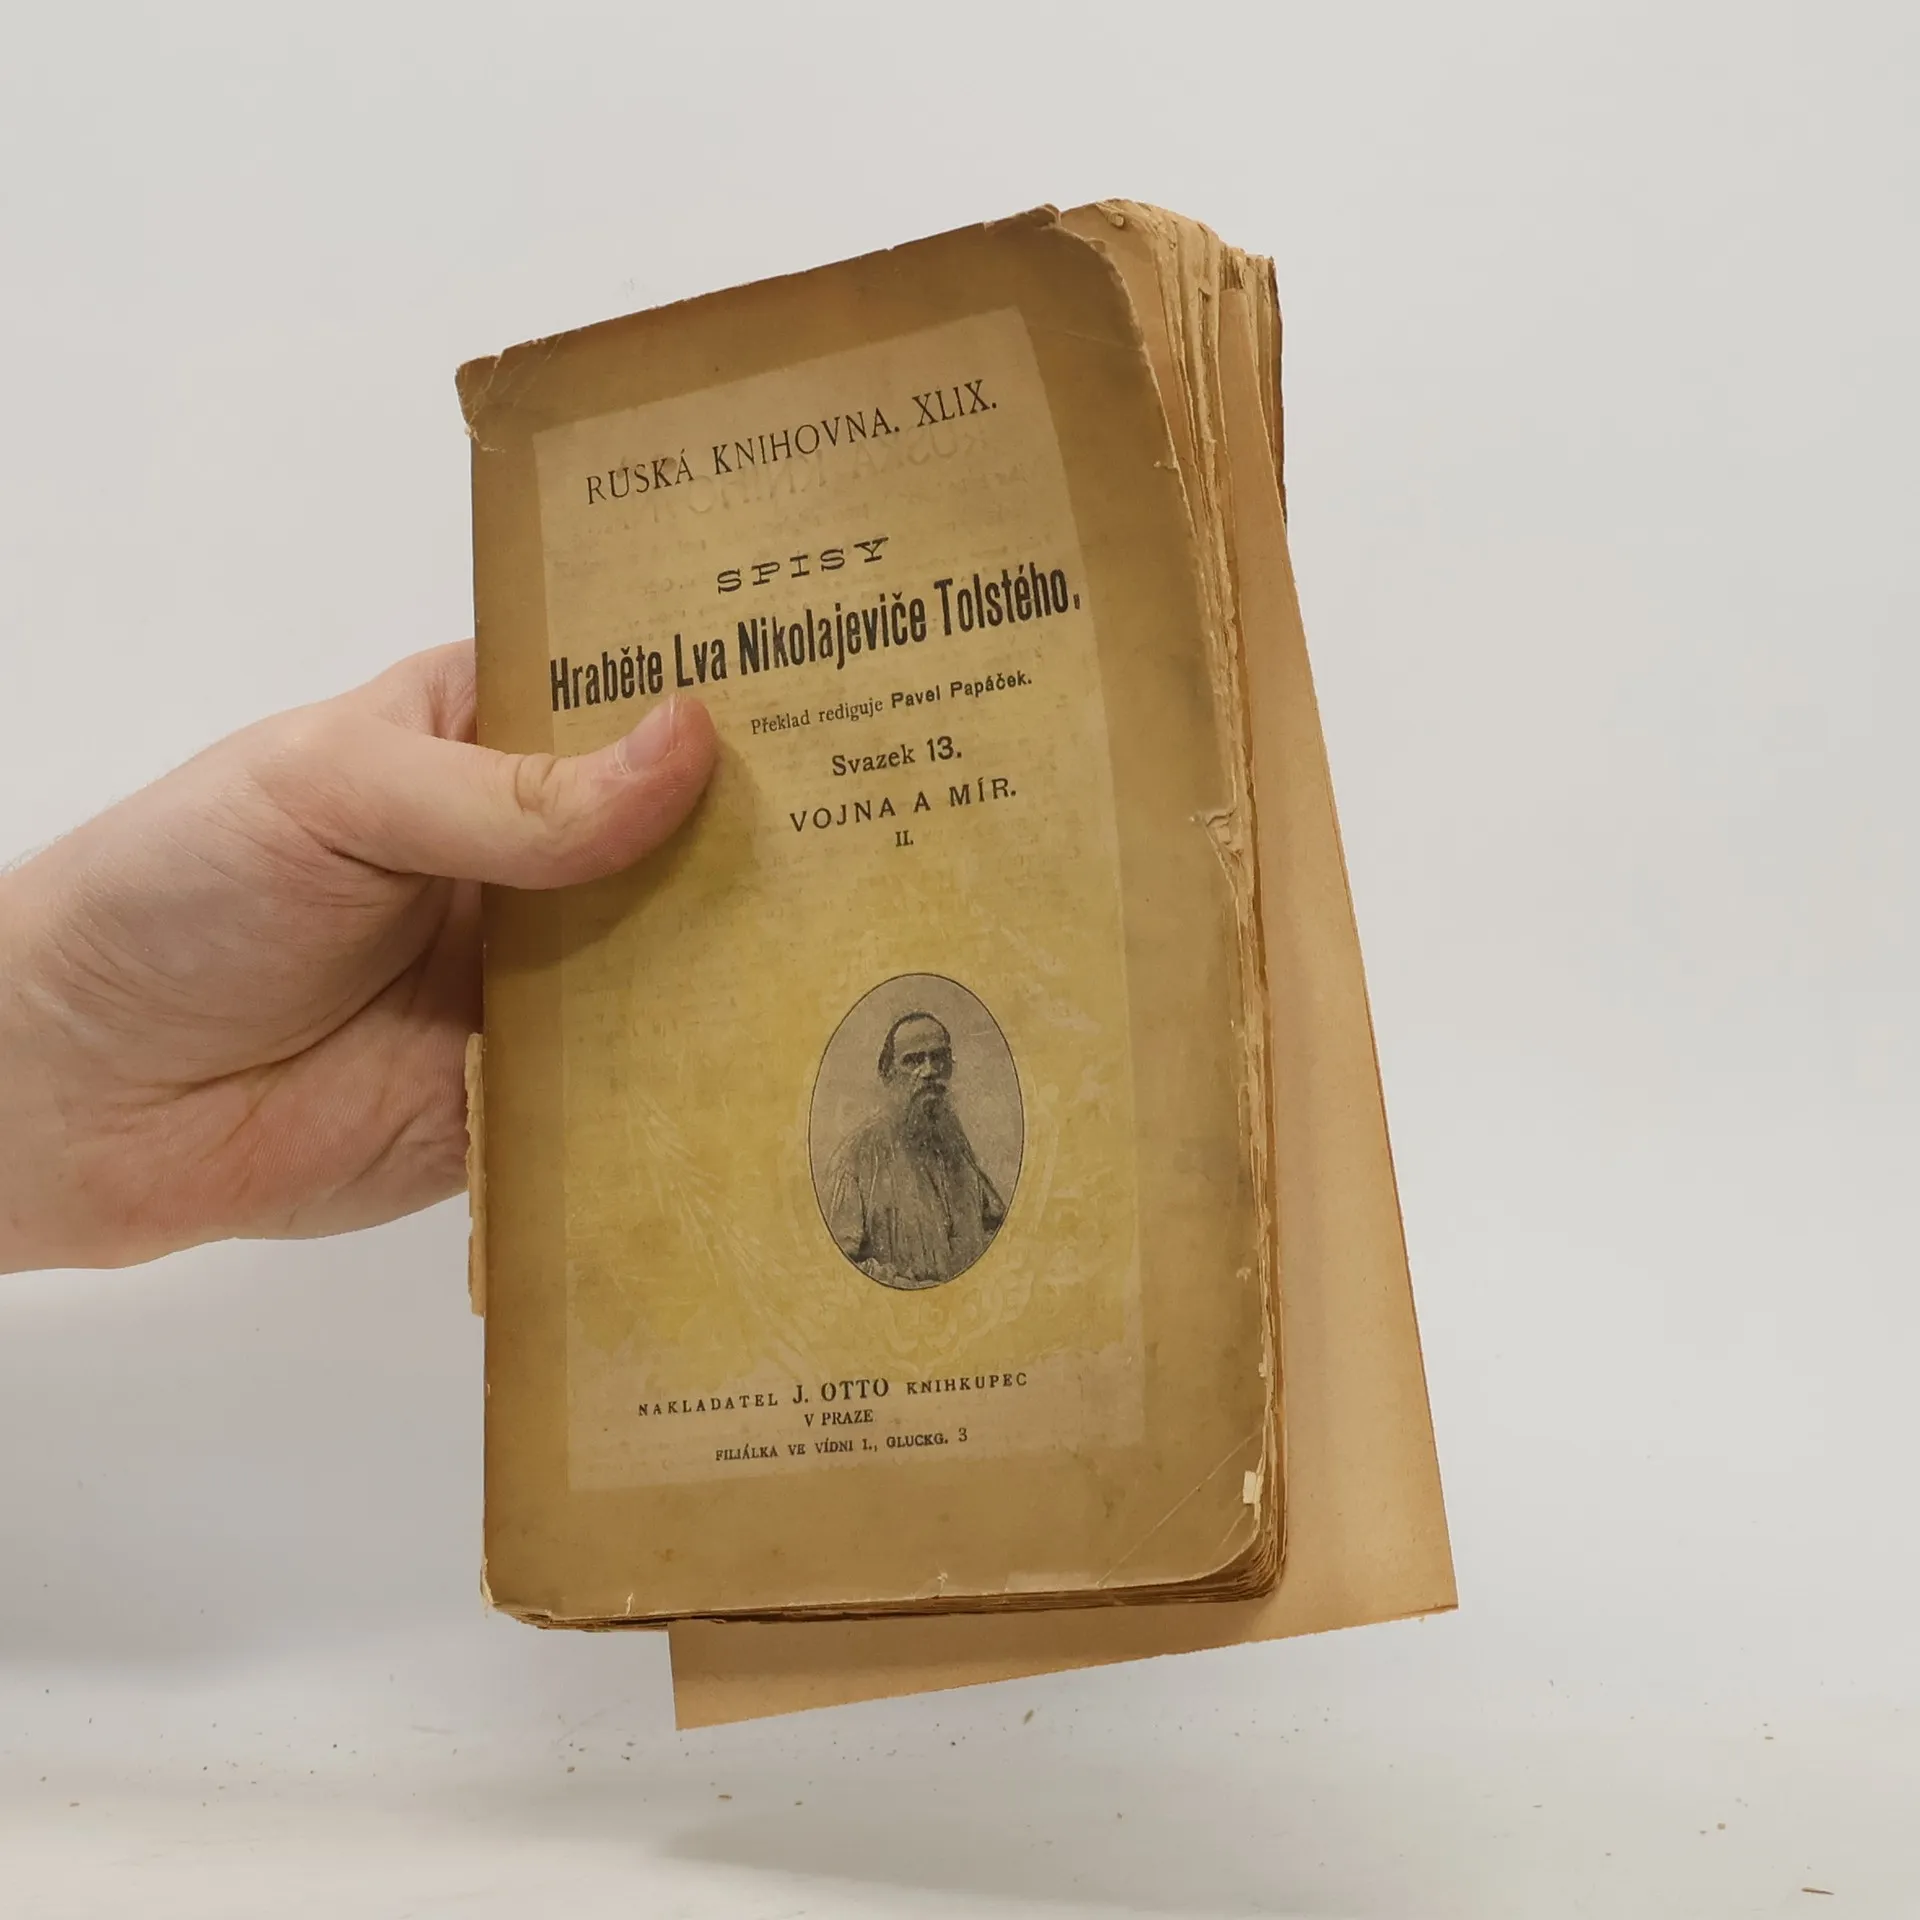 RUSKÁ KNIHOVNA. XLIX.
SPISY
Hraběte Lva Nikolajeviče Tolstého.
Překlad rediguje Pavel Papáček.
Svazek 13.
VOJNA A MÍR.
II.
NAKLADATEL J. OTTO KNIHKUPEC
V PRAZE
FILIÁLKA VE VÍDNI I., GLUCKG. 3